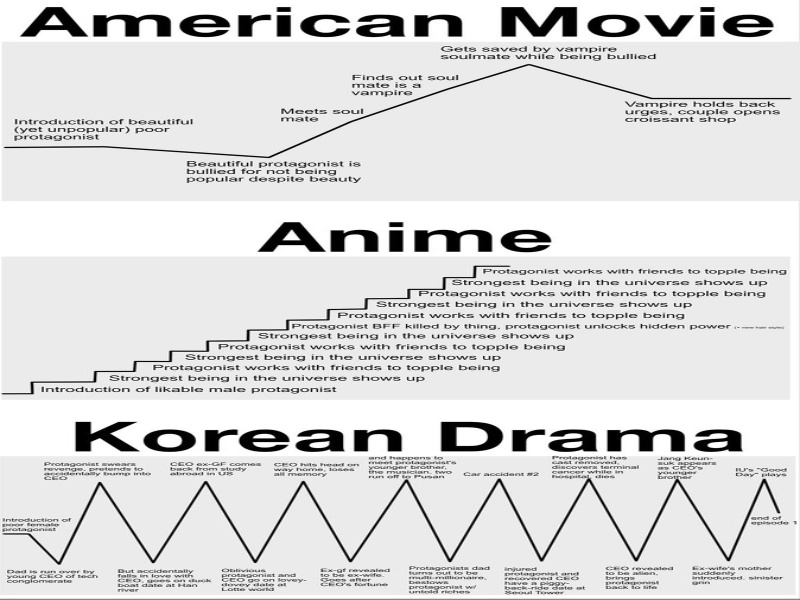 American Movie
Gets saved by vampire
soulmate while being bullied
Finds out soul
mate is a
vampire
Meets soul
mate
Introduction of beautiful
(yet unpopular) poor
protagonist
Vampire holds back
urges, couple opens
croissant shop
Beautiful protagonist is
bullied for not being
popular despite beauty
Anime
Protagonist works with friends to topple being
Strongest being in the universe shows up
Protagonist works with friends to topple being
Strongest being in the universe shows up
Protagonist works with friends to topple being
Protagonist BFF killed by thing, protagonist unlocks hidden power (+ new hair style)
Strongest being in the universe shows up
Protagonist works with friends to topple being
Strongest being in the universe shows up
Protagonist works with friends to topple being
Strongest being in the universe shows up
Introduction of likable male protagonist
Korean Drama
Introduction of
poor female
protagonist
Dad is run over by
young CEO of tech
conglomerate
Protagonist swears
revenge, pretends to
accidentally bump into
CEO
But accidentally
falls in love with
CEO, goes on duck
boat date at Han
river
CEO ex-GF comes
back from study
abroad in US
Oblivious
protagonist and
CEO go on lovey-
dovey date at
Lotte world
CEO hits head on
way home, loses
all memory
Ex-gf revealed
to be ex-wife.
Goes after
CEO's fortune
and happens to
meet protagonist's
younger brother,
the musician, two
run off to Busan
Protagonists dad
turns out to be
multi-millionaire,
bestows
protagonist w/
untold riches
Car accident #2
injured
protagonist and
recovered CEO
have a piggy-
back-ride date at
Seoul Tower
Protagonist has
cast removed,
discovers terminal
cancer while in
hospital, dies
CEO revealed
to be alien,
brings
protagonist
back to life
Jang Keun-
suk appears
as CEO's
younger
brother
Ex-wife's mother
suddenly
introduced, sinister
grin
IU's "Good
Day" plays
end of
episode 1